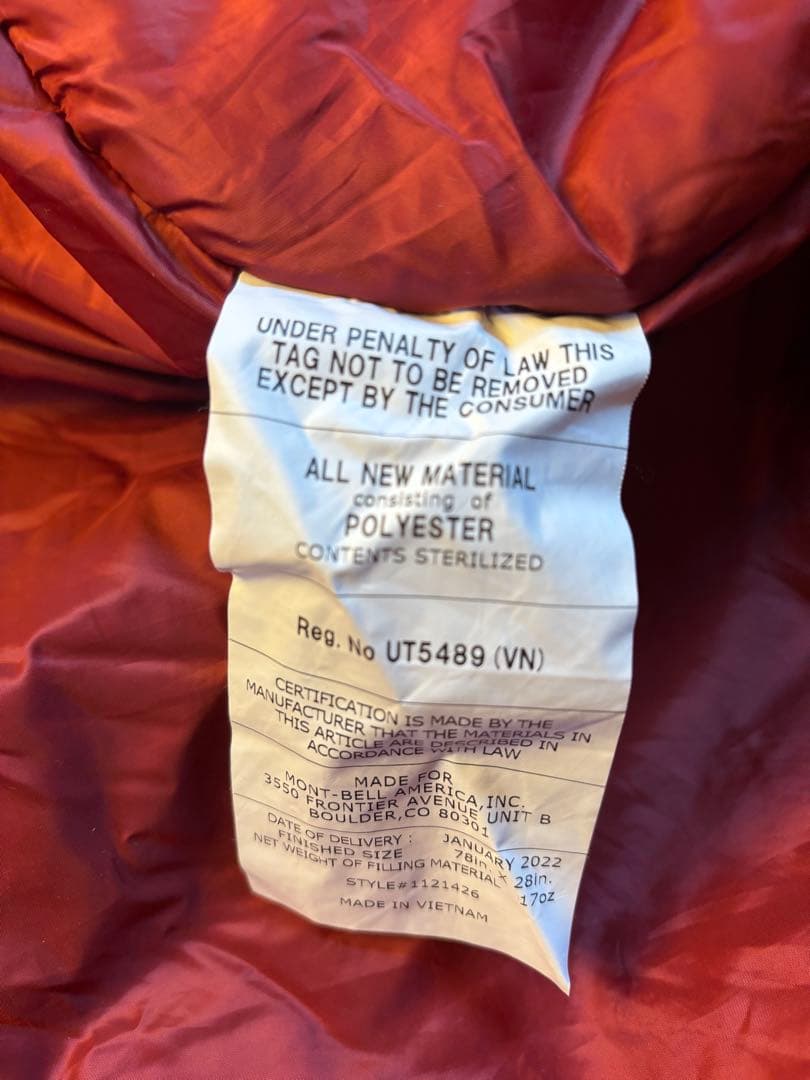 UNDER PENALTY OF LAW THIS
TAG NOT TO BE REMOVED
EXCEPT BY THE CONSUMER
ALL NEW MATERIAL
consisting of
POLYESTER
CONTENTS STERILIZED
Reg. No UT5489 (VN)
CERTIFICATION IS MADE BY THE
MANUFACTURER THAT THE MATERIALS IN
THIS ARTICLE ARE DESCRIBED IN
ACCORDANCE WITH LAW
MADE FOR
MONT-BELL AMERICA, INC.
3550 FRONTIER AVENUE UNIT B
BOULDER, CO 80301
DATE OF DELIVERY : JANUARY 2022
FINISHED SIZE 78in. * 28in.
NET WEIGHT OF FILLING MATERIAL 17oz
STYLE#1121426
MADE IN VIETNAM